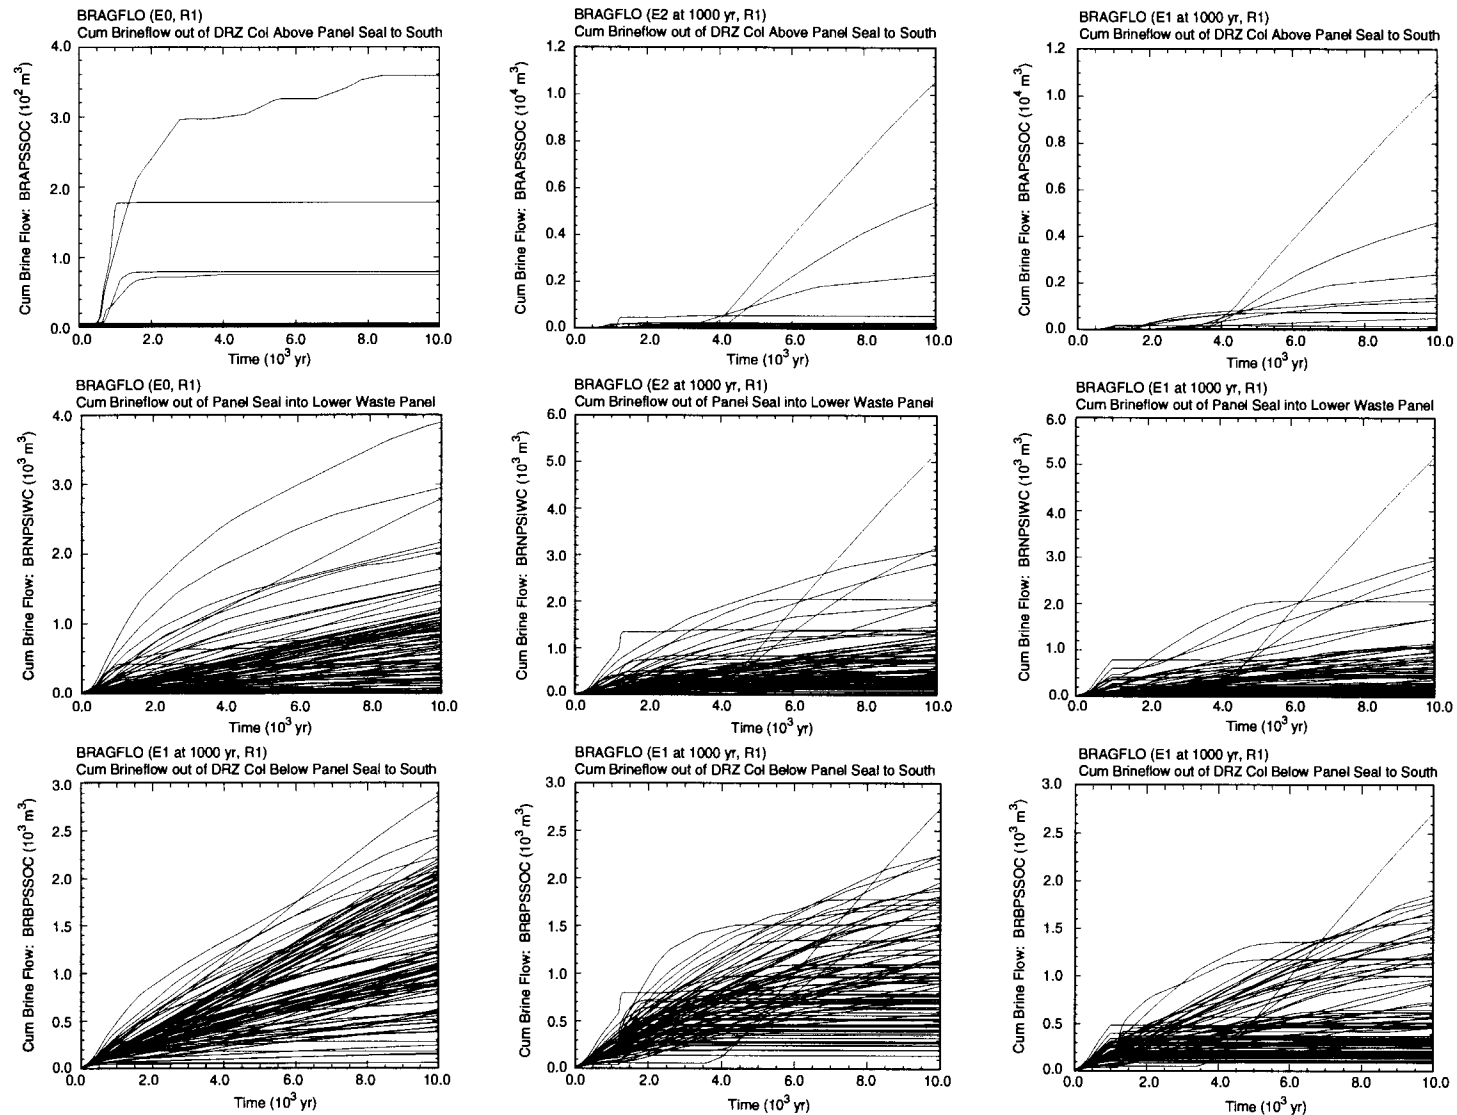 BRAGFLO (E0, R1)
Cum Brineflow out of DRZ Col Above Panel Seal to South
Cum Brine Flow: BRAPSSOC (10² m³)
4.0
3.0
2.0
1.0
0.0
0.0 2.0 4.0 6.0 8.0 10.0
Time (10³ yr)
BRAGFLO (E2 at 1000 yr, R1)
Cum Brineflow out of DRZ Col Above Panel Seal to South
Cum Brine Flow: BRAPSSOC (10⁴ m³)
1.2
1.0
0.8
0.6
0.4
0.2
0.0
0.0 2.0 4.0 6.0 8.0 10.0
Time (10³ yr)
BRAGFLO (E1 at 1000 yr, R1)
Cum Brineflow out of DRZ Col Above Panel Seal to South
Cum Brine Flow: BRAPSSOC (10⁴ m³)
1.2
1.0
0.8
0.6
0.4
0.2
0.0
0.0 2.0 4.0 6.0 8.0 10.0
Time (10³ yr)
BRAGFLO (E0, R1)
Cum Brineflow out of Panel Seal into Lower Waste Panel
Cum Brine Flow: BRNPSIWC (10³ m³)
4.0
3.0
2.0
1.0
0.0
0.0 2.0 4.0 6.0 8.0 10.0
Time (10³ yr)
BRAGFLO (E2 at 1000 yr, R1)
Cum Brineflow out of Panel Seal into Lower Waste Panel
Cum Brine Flow: BRNPSIWC (10³ m³)
6.0
5.0
4.0
3.0
2.0
1.0
0.0
0.0 2.0 4.0 6.0 8.0 10.0
Time (10³ yr)
BRAGFLO (E1 at 1000 yr, R1)
Cum Brineflow out of Panel Seal into Lower Waste Panel
Cum Brine Flow: BRNPSIWC (10³ m³)
6.0
5.0
4.0
3.0
2.0
1.0
0.0
0.0 2.0 4.0 6.0 8.0 10.0
Time (10³ yr)
BRAGFLO (E1 at 1000 yr, R1)
Cum Brineflow out of DRZ Col Below Panel Seal to South
Cum Brine Flow: BRBPSSOC (10³ m³)
3.0
2.5
2.0
1.5
1.0
0.5
0.0
0.0 2.0 4.0 6.0 8.0 10.0
Time (10³ yr)
BRAGFLO (E1 at 1000 yr, R1)
Cum Brineflow out of DRZ Col Below Panel Seal to South
Cum Brine Flow: BRBPSSOC (10³ m³)
3.0
2.5
2.0
1.5
1.0
0.5
0.0
0.0 2.0 4.0 6.0 8.0 10.0
Time (10³ yr)
BRAGFLO (E1 at 1000 yr, R1)
Cum Brineflow out of DRZ Col Below Panel Seal to South
Cum Brine Flow: BRBPSSOC (10³ m³)
3.0
2.5
2.0
1.5
1.0
0.5
0.0
0.0 2.0 4.0 6.0 8.0 10.0
Time (10³ yr)